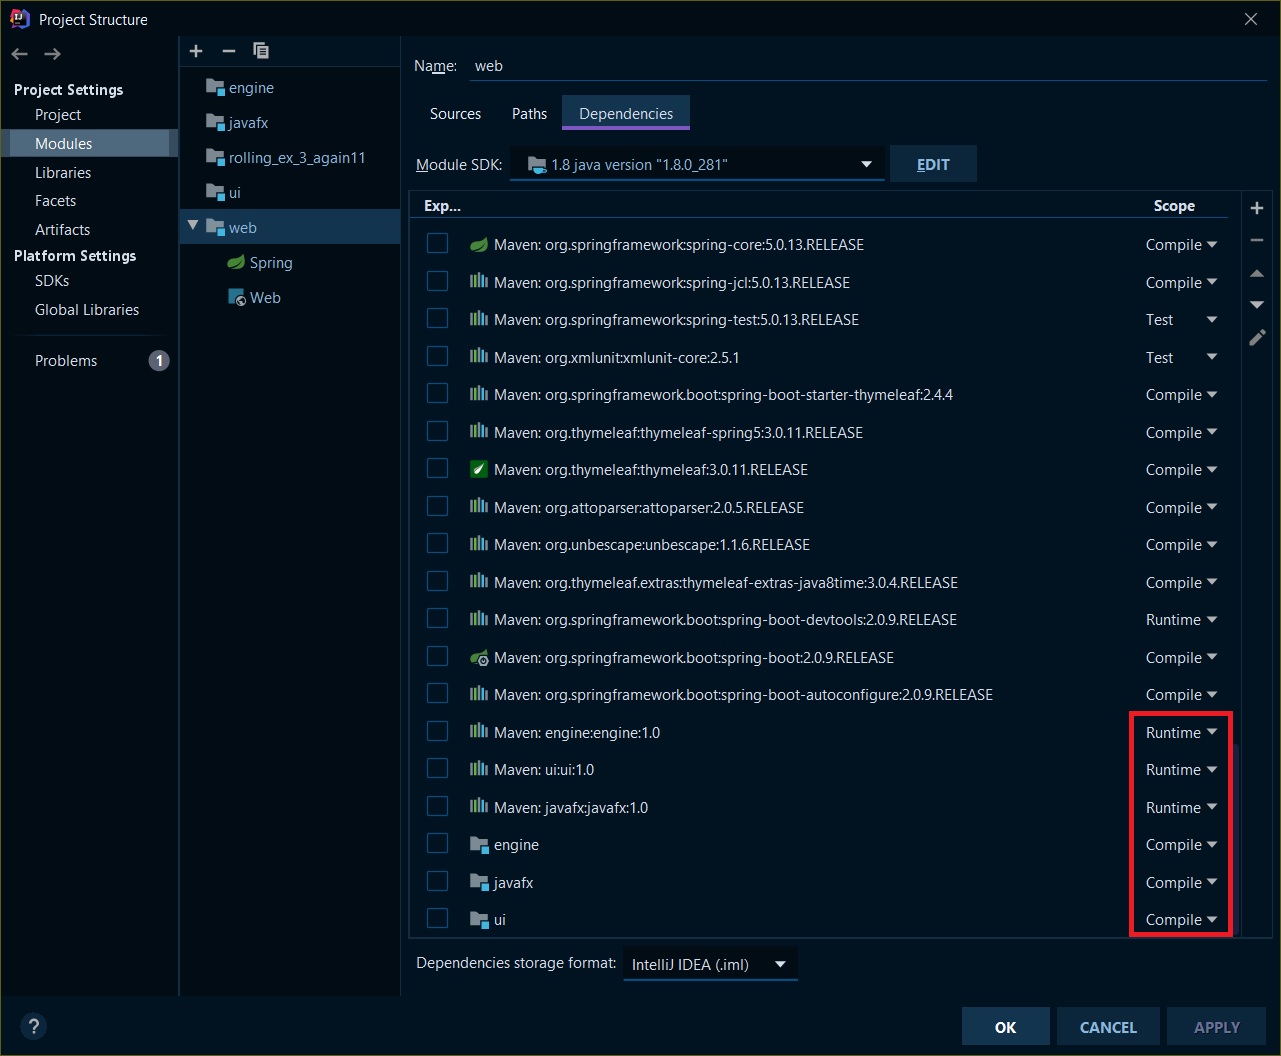 Project Structure
Project Settings
Project
Modules
Libraries
Facets
Artifacts
Platform Settings
SDKs
Global Libraries
Problems 1
engine
javafx
rolling_ex_3_again11
ui
web
Spring
Web
Name: web
Sources Paths Dependencies
Module SDK: 1.8 java version "1.8.0_281" EDIT
Exp... Scope
Maven: org.springframework:spring-core:5.0.13.RELEASE Compile
Maven: org.springframework:spring-jcl:5.0.13.RELEASE Compile
Maven: org.springframework:spring-test:5.0.13.RELEASE Test
Maven: org.xmlunit:xmlunit-core:2.5.1 Test
Maven: org.springframework.boot:spring-boot-starter-thymeleaf:2.4.4 Compile
Maven: org.thymeleaf:thymeleaf-spring5:3.0.11.RELEASE Compile
Maven: org.thymeleaf:thymeleaf:3.0.11.RELEASE Compile
Maven: org.attoparser:attoparser:2.0.5.RELEASE Compile
Maven: org.unbescape:unbescape:1.1.6.RELEASE Compile
Maven: org.thymeleaf.extras:thymeleaf-extras-java8time:3.0.4.RELEASE Compile
Maven: org.springframework.boot:spring-boot-devtools:2.0.9.RELEASE Runtime
Maven: org.springframework.boot:spring-boot:2.0.9.RELEASE Compile
Maven: org.springframework.boot:spring-boot-autoconfigure:2.0.9.RELEASE Compile
Maven: engine:engine:1.0 Runtime
Maven: ui:ui:1.0 Runtime
Maven: javafx:javafx:1.0 Runtime
engine Compile
javafx Compile
ui Compile
Dependencies storage format: IntelliJ IDEA (.iml)
? OK CANCEL APPLY